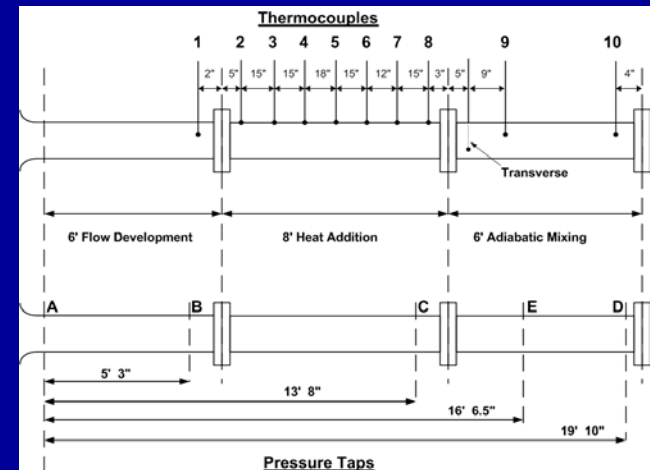 Thermocouples
1 2 3 4 5 6 7 8 9 10
2" 5" 15" 15" 18" 15" 12" 15" 3" 5" 9" 4"
Transverse
6' Flow Development 8' Heat Addition 6' Adiabatic Mixing
A B C E D
5' 3"
13' 8"
16' 6.5"
19' 10"
Pressure Taps